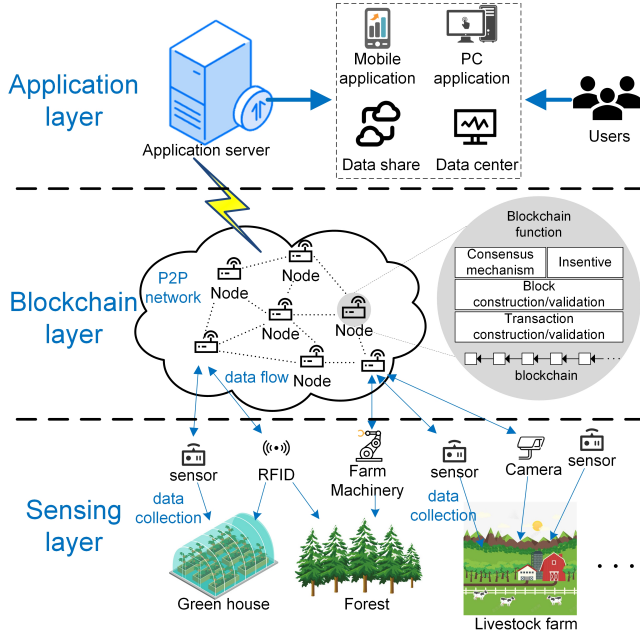 Application
layer
Application server
Mobile
application
PC
application
Data share
Data center
Users
Blockchain
layer
P2P
network
Node
Node
Node
Node
Node
data flow
Blockchain
function
Consensus
mechanism
Insentive
Block
construction/validation
Transaction
construction/validation
blockchain
Sensing
layer
sensor
RFID
Farm
Machinery
sensor
Camera
sensor
data
collection
data
collection
Green house
Forest
Livestock farm